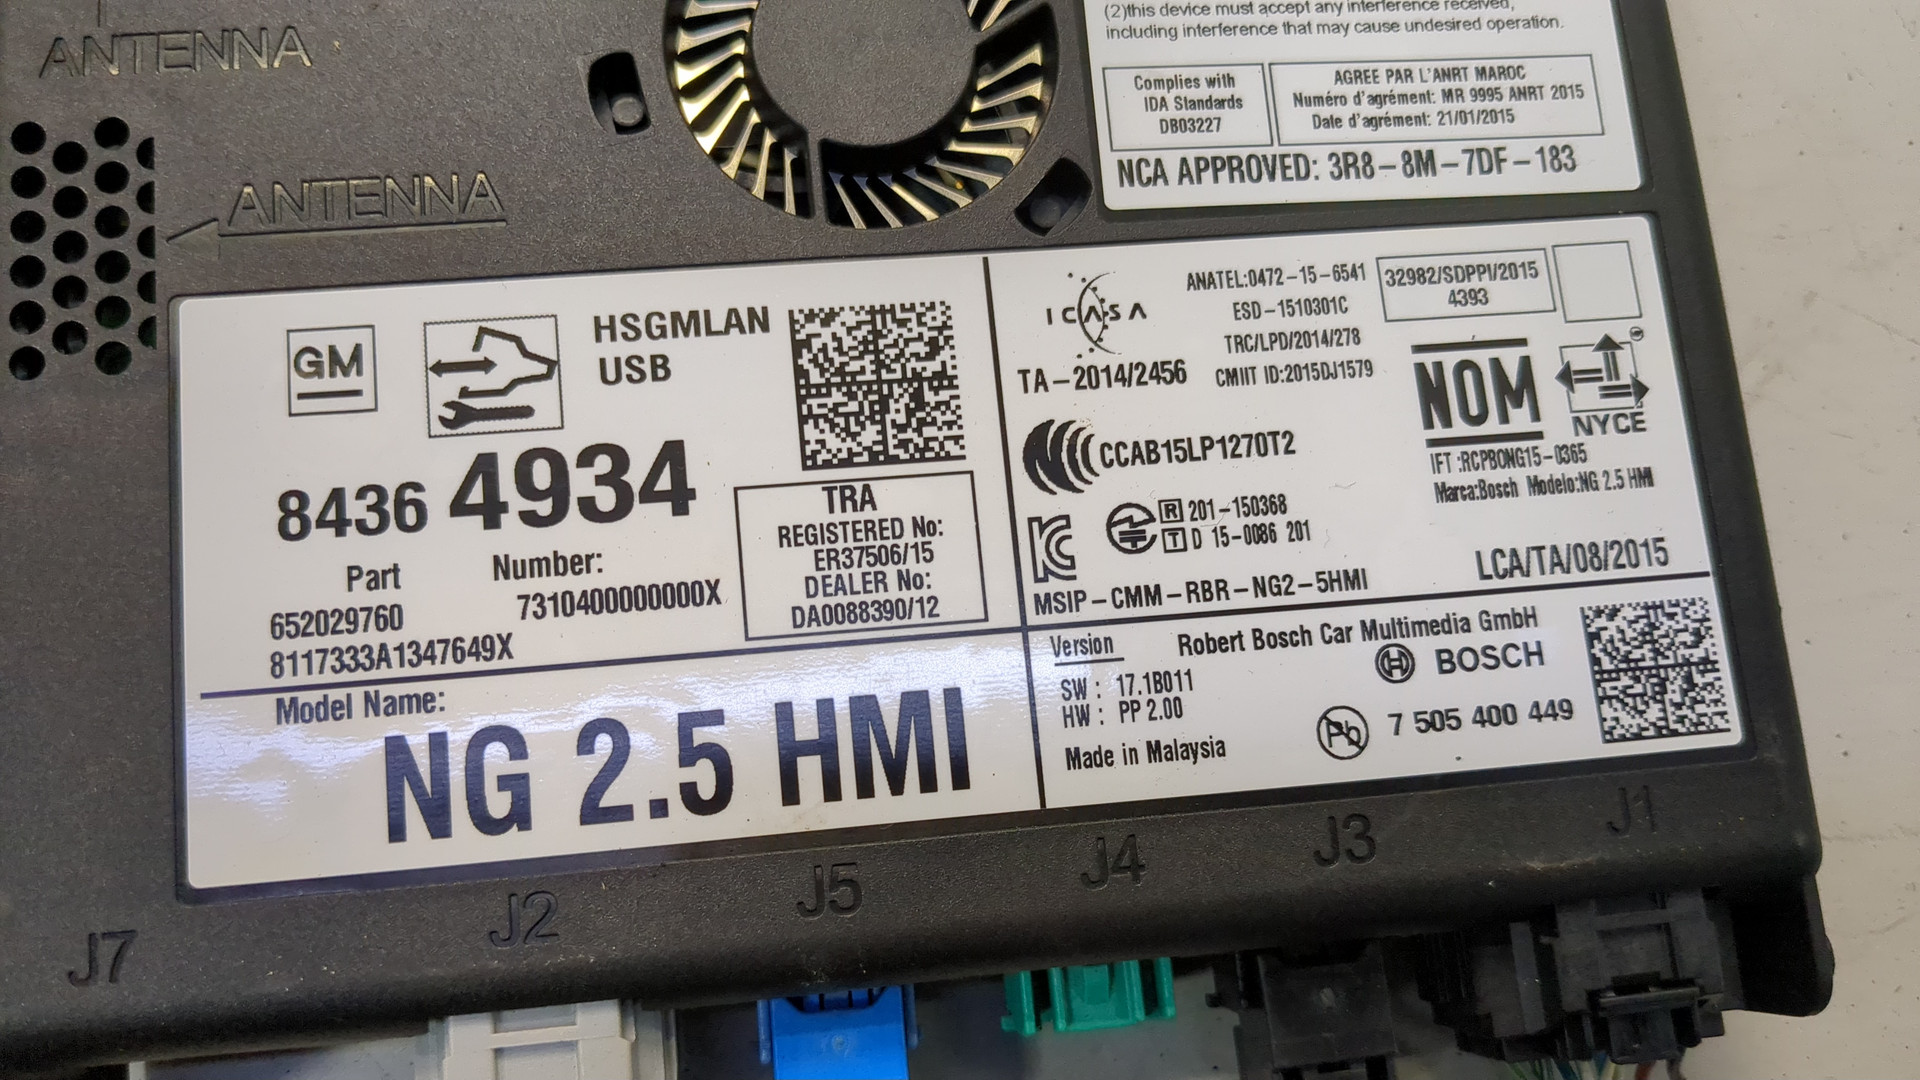 ANTENNA
ANTENNA
(2)this device must accept any interference received,
including interference that may cause undesired operation.
Complies with
IDA Standards
DB03227
AGREE PAR L'ANRT MAROC
Numéro d'agrément: MR 9995 ANRT 2015
Date d'agrément: 21/01/2015
NCA APPROVED: 3R8-8M-7DF-183
GM
HSGMLAN
USB
8436 4934
Part Number:
652029760 7310400000000X
8117333A1347649X
TRA
REGISTERED No:
ER37506/15
DEALER No:
DA0088390/12
Model Name:
NG 2.5 HMI
ICASA
TA-2014/2456
ANATEL:0472-15-6541
ESD-1510301C
TRC/LPD/2014/278
CMIIT ID:2015DJ1579
32982/SDPPI/2015
4393
NOM
NYCE
CCAB15LP1270T2
IFT :RCPBONG15-0365
Marca:Bosch Modelo:NG 2.5 HMI
R 201-150368
T D 15-0086 201
MSIP-CMM-RBR-NG2-5HMI
LCA/TA/08/2015
Version
SW : 17.1B011
HW : PP 2.00
Made in Malaysia
Robert Bosch Car Multimedia GmbH
BOSCH
Pb
7 505 400 449
J7
J2
J5
J4
J3
J1